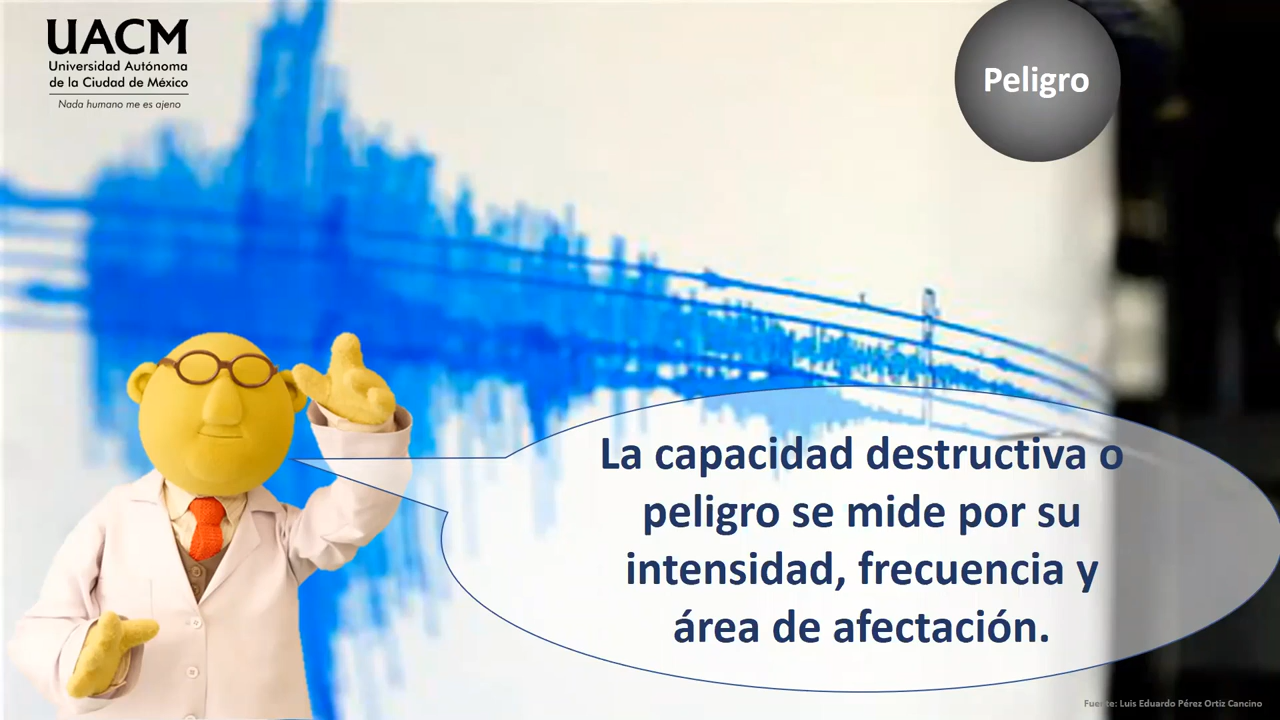 UACM
Universidad Autónoma
de la Ciudad de México
Nada humano me es ajeno
Peligro
La capacidad destructiva o
peligro se mide por su
intensidad, frecuencia y
área de afectación.
Fuente: Luis Eduardo Pérez Ortiz Cancino